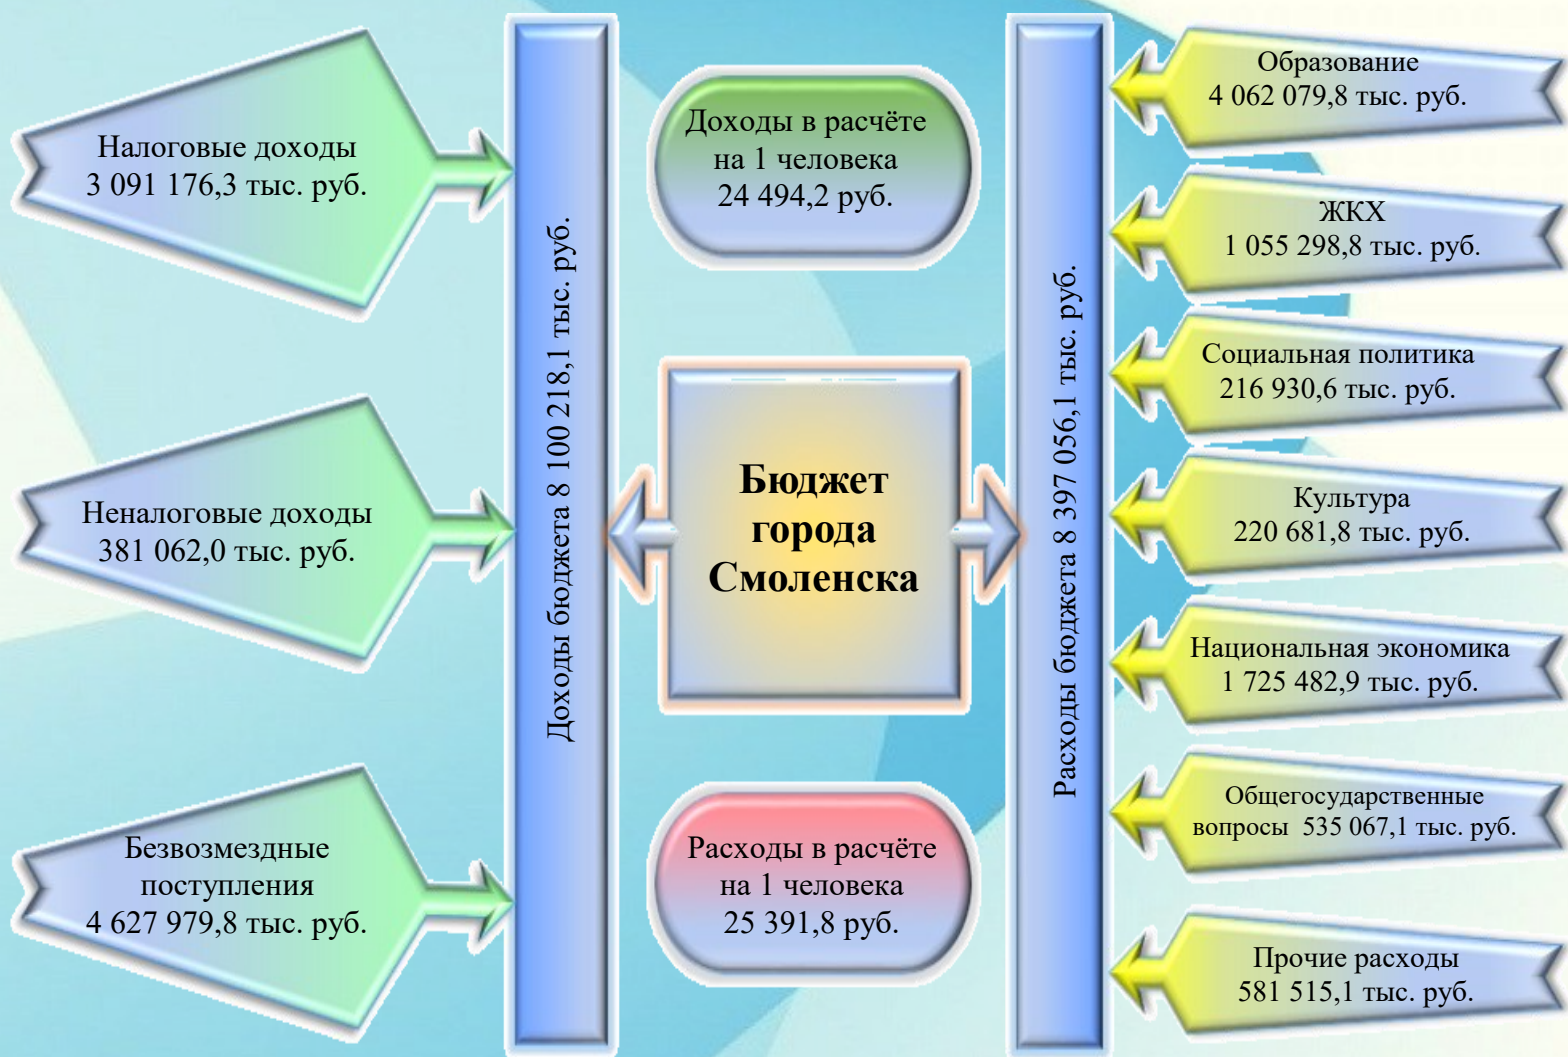 Налоговые доходы
3 091 176,3 тыс. руб.
Неналоговые доходы
381 062,0 тыс. руб.
Безвозмездные
поступления
4 627 979,8 тыс. руб.
Доходы бюджета 8 100 218,1 тыс. руб.
Доходы в расчёте
на 1 человека
24 494,2 руб.
Бюджет
города
Смоленска
Расходы в расчёте
на 1 человека
25 391,8 руб.
Расходы бюджета 8 397 056,1 тыс. руб.
Образование
4 062 079,8 тыс. руб.
ЖКХ
1 055 298,8 тыс. руб.
Социальная политика
216 930,6 тыс. руб.
Культура
220 681,8 тыс. руб.
Национальная экономика
1 725 482,9 тыс. руб.
Общегосударственные
вопросы 535 067,1 тыс. руб.
Прочие расходы
581 515,1 тыс. руб.